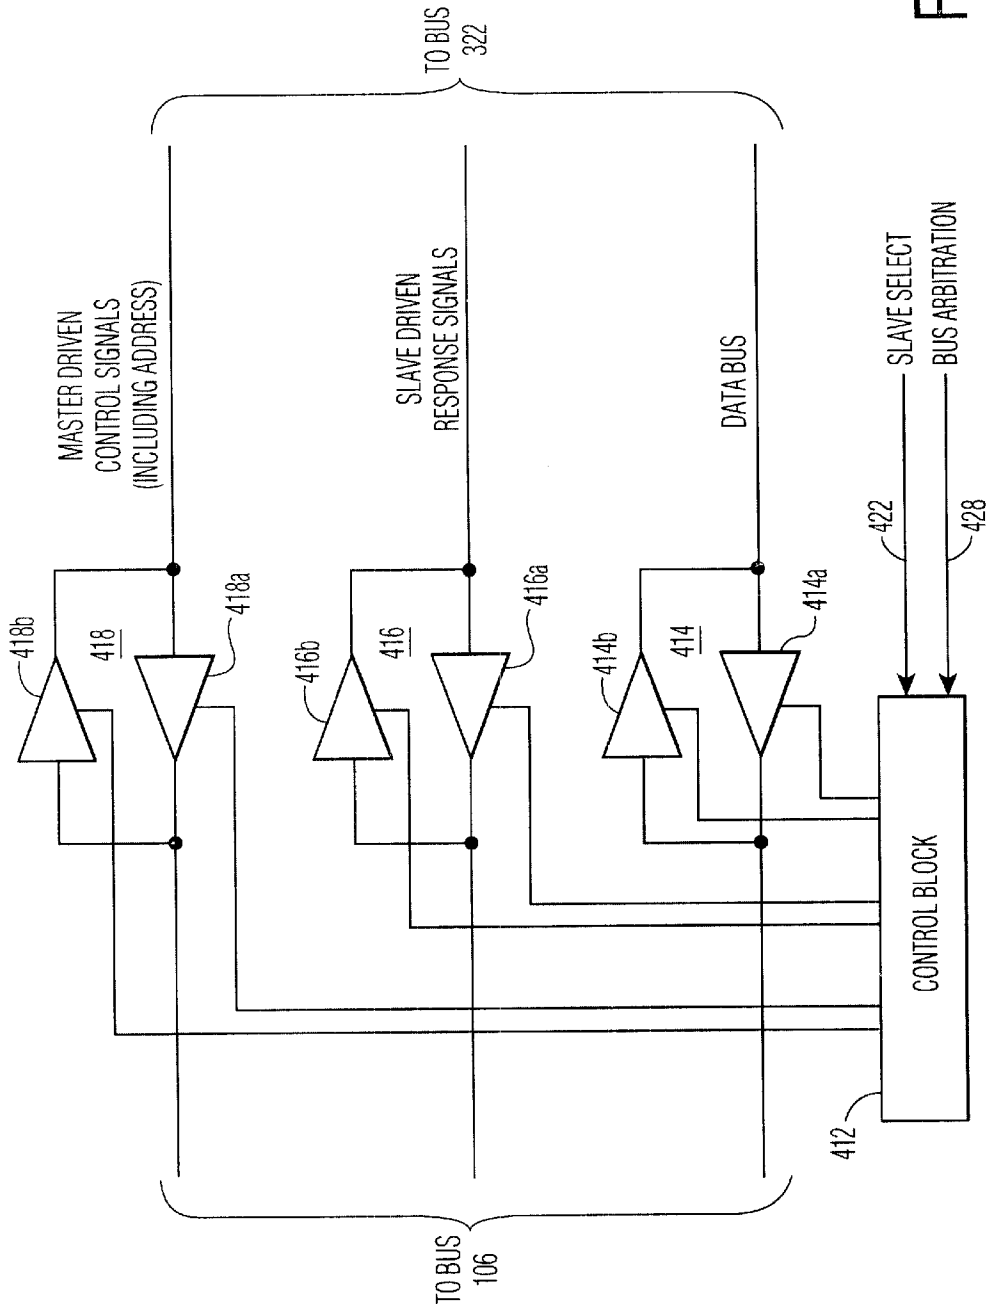 TO BUS
322
MASTER DRIVEN
CONTROL SIGNALS
(INCLUDING ADDRESS)
SLAVE DRIVEN
RESPONSE SIGNALS
DATA BUS
SLAVE SELECT
BUS ARBITRATION
422
428
418b
418
418a
416b
416
416a
414b
414
414a
CONTROL BLOCK
412
TO BUS
106